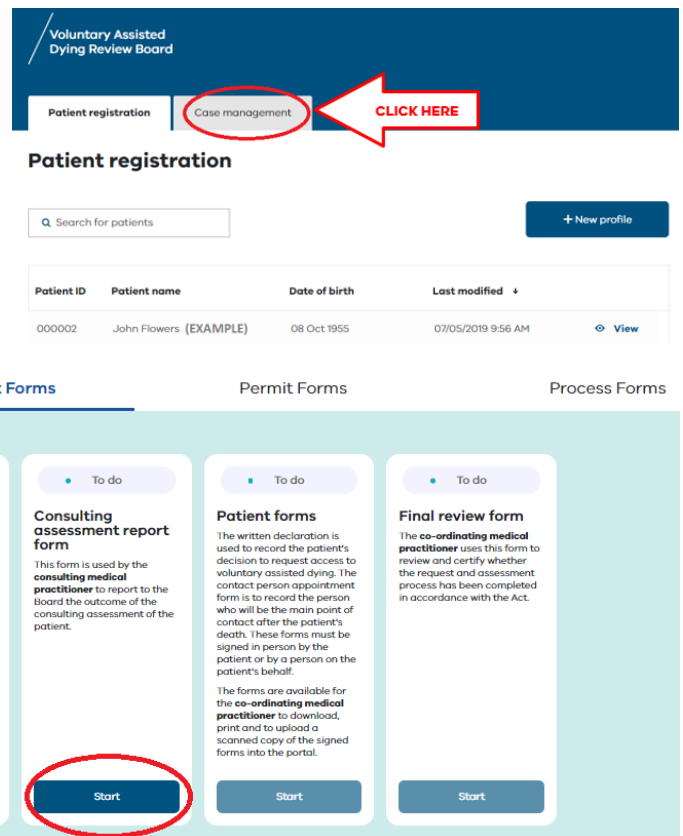 Voluntary Assisted
Dying Review Board
Patient registration
Case management
CLICK HERE
Patient registration
Search for patients
+ New profile
Patient ID Patient name Date of birth Last modified ↓
000002 John Flowers (EXAMPLE) 08 Oct 1955 07/05/2019 9:56 AM View
Forms Permit Forms Process Forms
To do
Consulting
assessment report
form
This form is used by the
consulting medical
practitioner to report to the
Board the outcome of the
consulting assessment of the
patient.
Start
To do
Patient forms
The written declaration is
used to record the patient's
decision to request access to
voluntary assisted dying. The
contact person appointment
form is to record the person
who will be the main point of
contact after the patient's
death. These forms must be
signed in person by the
patient or by a person on the
patient's behalf.
The forms are available for
the co-ordinating medical
practitioner to download,
print and to upload a
scanned copy of the signed
forms into the portal.
Start
To do
Final review form
The co-ordinating medical
practitioner uses this form to
review and certify whether
the request and assessment
process has been completed
in accordance with the Act.
Start